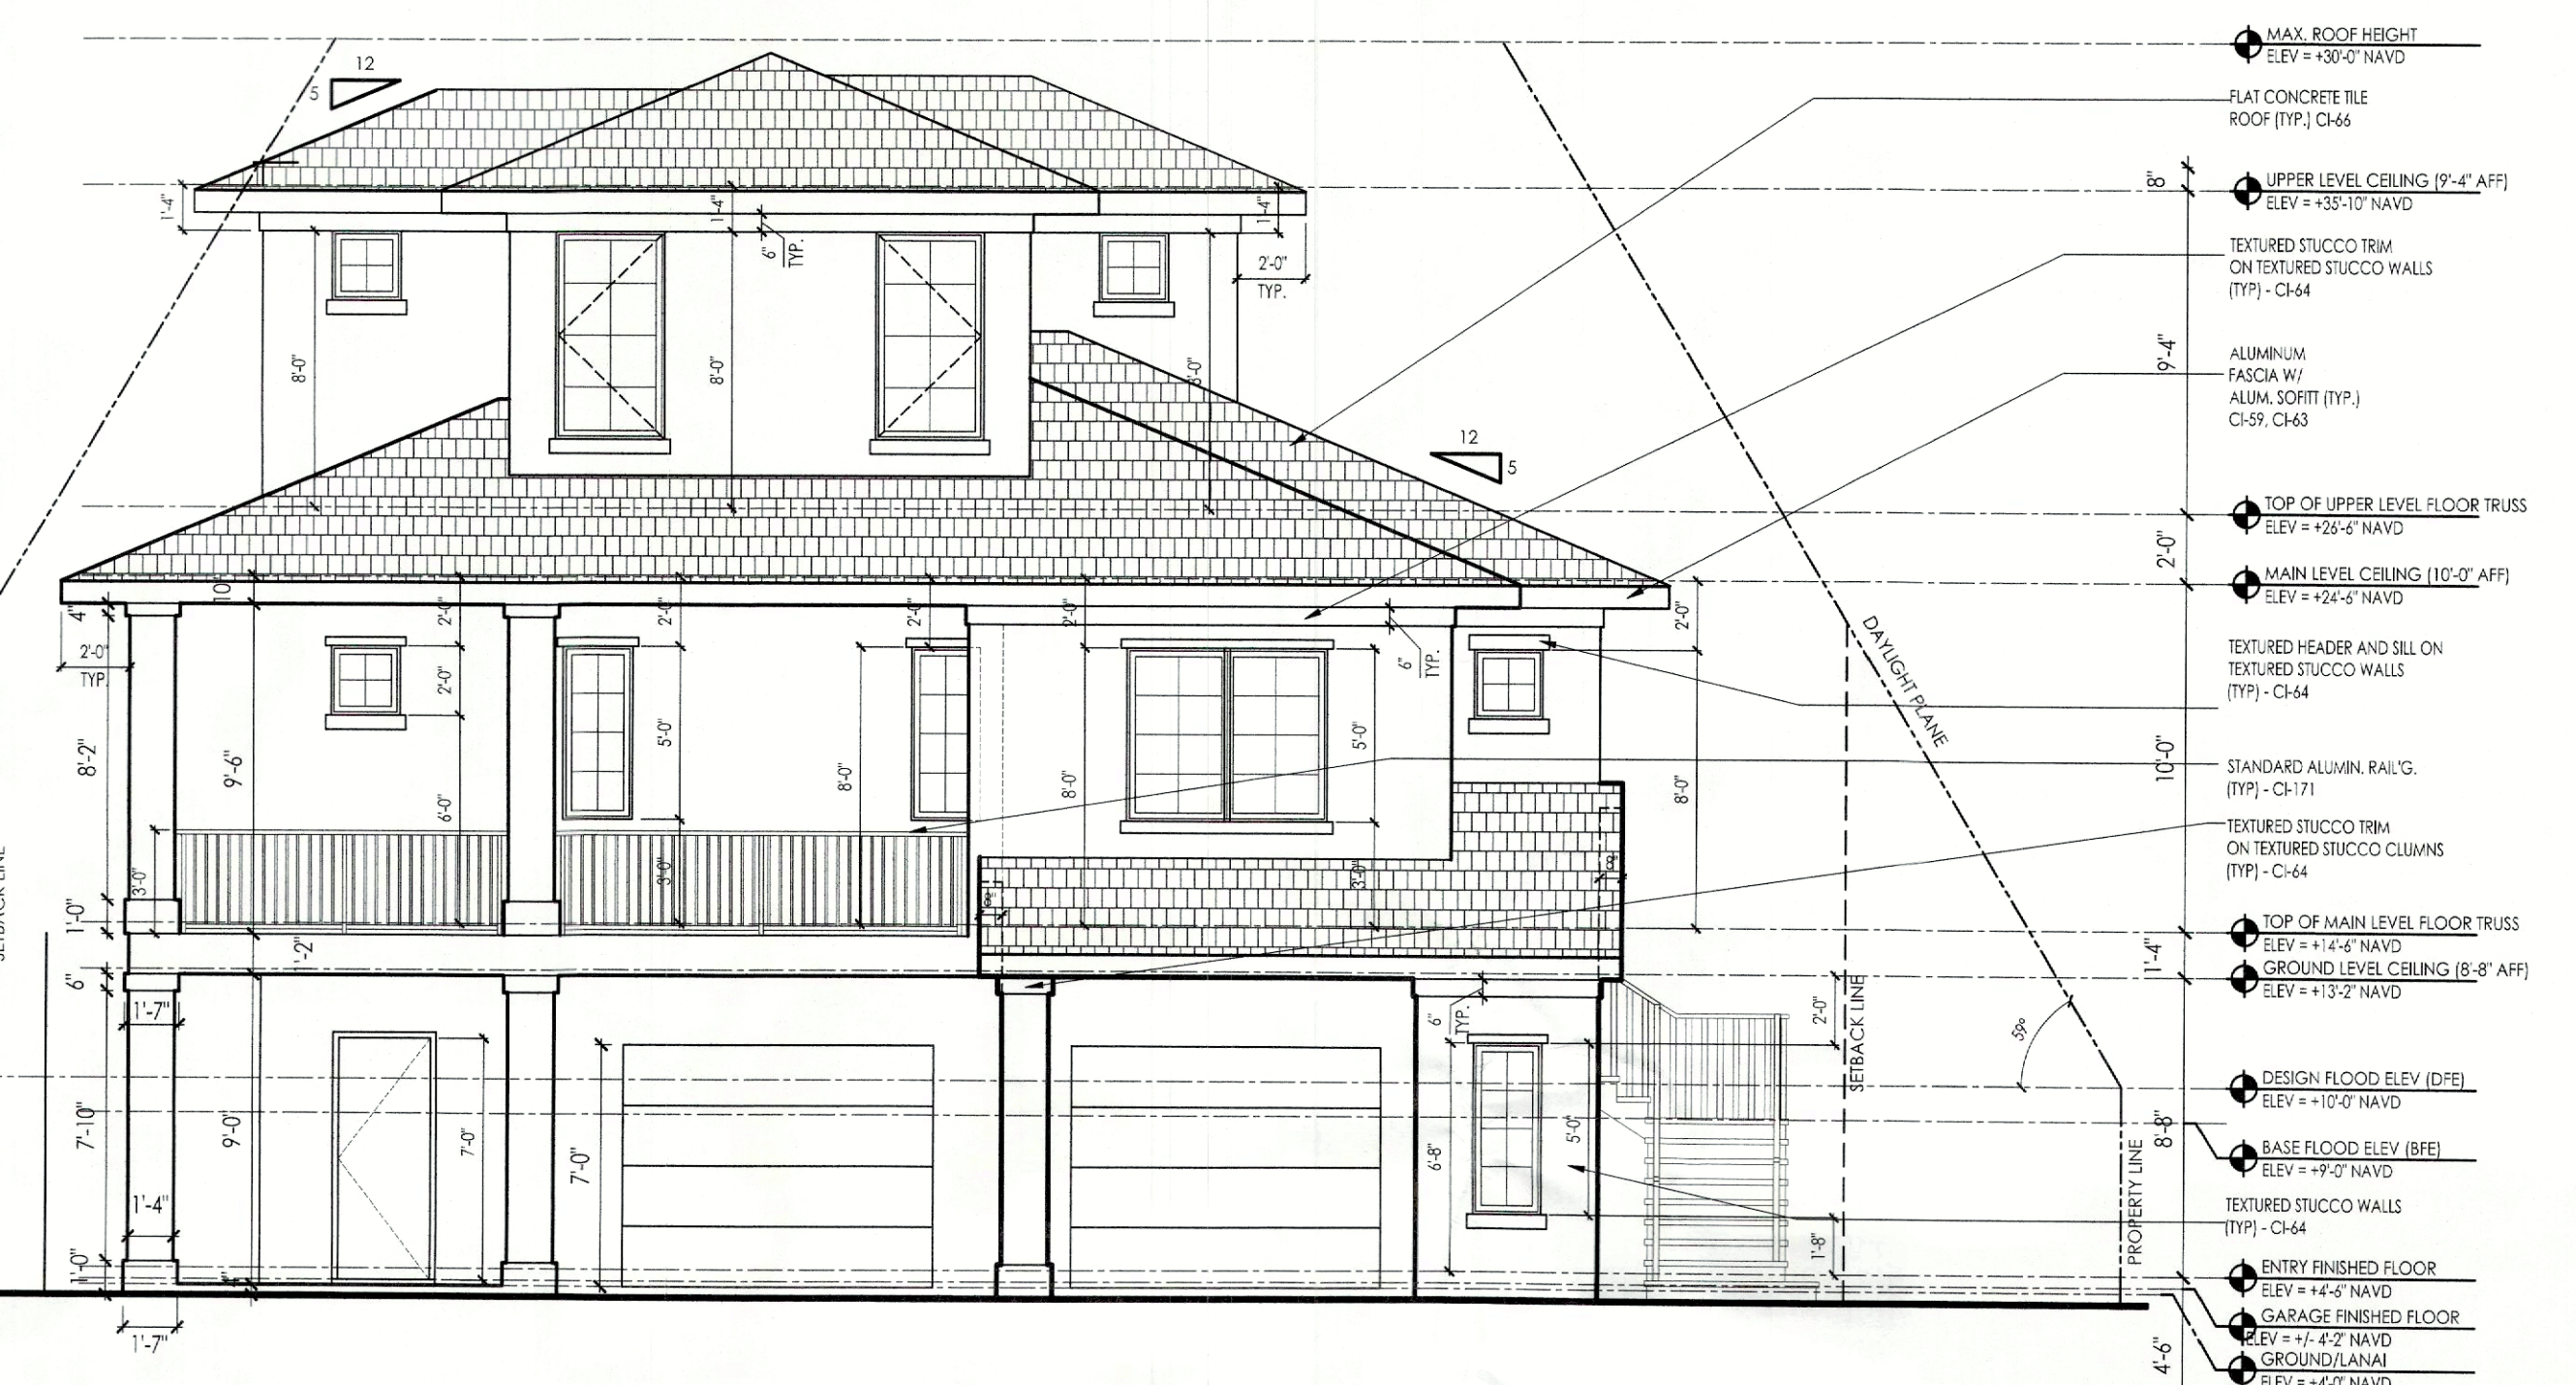 MAX. ROOF HEIGHT
ELEV = +30'-0" NAVD
12
5
FLAT CONCRETE TILE
ROOF (TYP.) CI-66
8"
UPPER LEVEL CEILING (9'-4" AFF)
ELEV = +35'-10" NAVD
1'-4"
1'-4"
1'-4"
6"
TYP.
2'-0"
TYP.
TEXTURED STUCCO TRIM
ON TEXTURED STUCCO WALLS
(TYP) - CI-64
8'-0"
8'-0"
8'-0"
9'-4"
ALUMINUM
FASCIA W/
ALUM. SOFITT (TYP.)
CI-59, CI-63
12
5
TOP OF UPPER LEVEL FLOOR TRUSS
ELEV = +26'-6" NAVD
2'-0"
MAIN LEVEL CEILING (10'-0" AFF)
ELEV = +24'-6" NAVD
10"
4"
2'-0"
2'-0"
2'-0"
2'-0"
2'-0"
2'-0"
TYP.
6"
TYP.
DAYLIGHT PLANE
TEXTURED HEADER AND SILL ON
TEXTURED STUCCO WALLS
(TYP) - CI-64
2'-0"
8'-2"
9'-6"
6'-0"
5'-0"
8'-0"
8'-0"
5'-0"
8'-0"
10'-0"
STANDARD ALUMIN. RAIL'G.
(TYP) - CI-171
TEXTURED STUCCO TRIM
ON TEXTURED STUCCO CLUMNS
(TYP) - CI-64
SETBACK LINE
3'-0"
3'-0"
3'-0"
8"
8"
1'-0"
TOP OF MAIN LEVEL FLOOR TRUSS
ELEV = +14'-6" NAVD
1'-2"
1'-4"
GROUND LEVEL CEILING (8'-8" AFF)
ELEV = +13'-2" NAVD
6"
1'-7"
6"
TYP.
2'-0"
SETBACK LINE
59°
DESIGN FLOOD ELEV (DFE)
ELEV = +10'-0" NAVD
7'-10"
9'-0"
7'-0"
7'-0"
6'-8"
5'-0"
8'-8"
BASE FLOOD ELEV (BFE)
ELEV = +9'-0" NAVD
PROPERTY LINE
TEXTURED STUCCO WALLS
(TYP) - CI-64
1'-4"
1'-8"
1'-0"
4"
ENTRY FINISHED FLOOR
ELEV = +4'-6" NAVD
GARAGE FINISHED FLOOR
ELEV = +/- 4'-2" NAVD
1'-7"
4'-6"
GROUND/LANAI
ELEV = +4'-0" NAVD